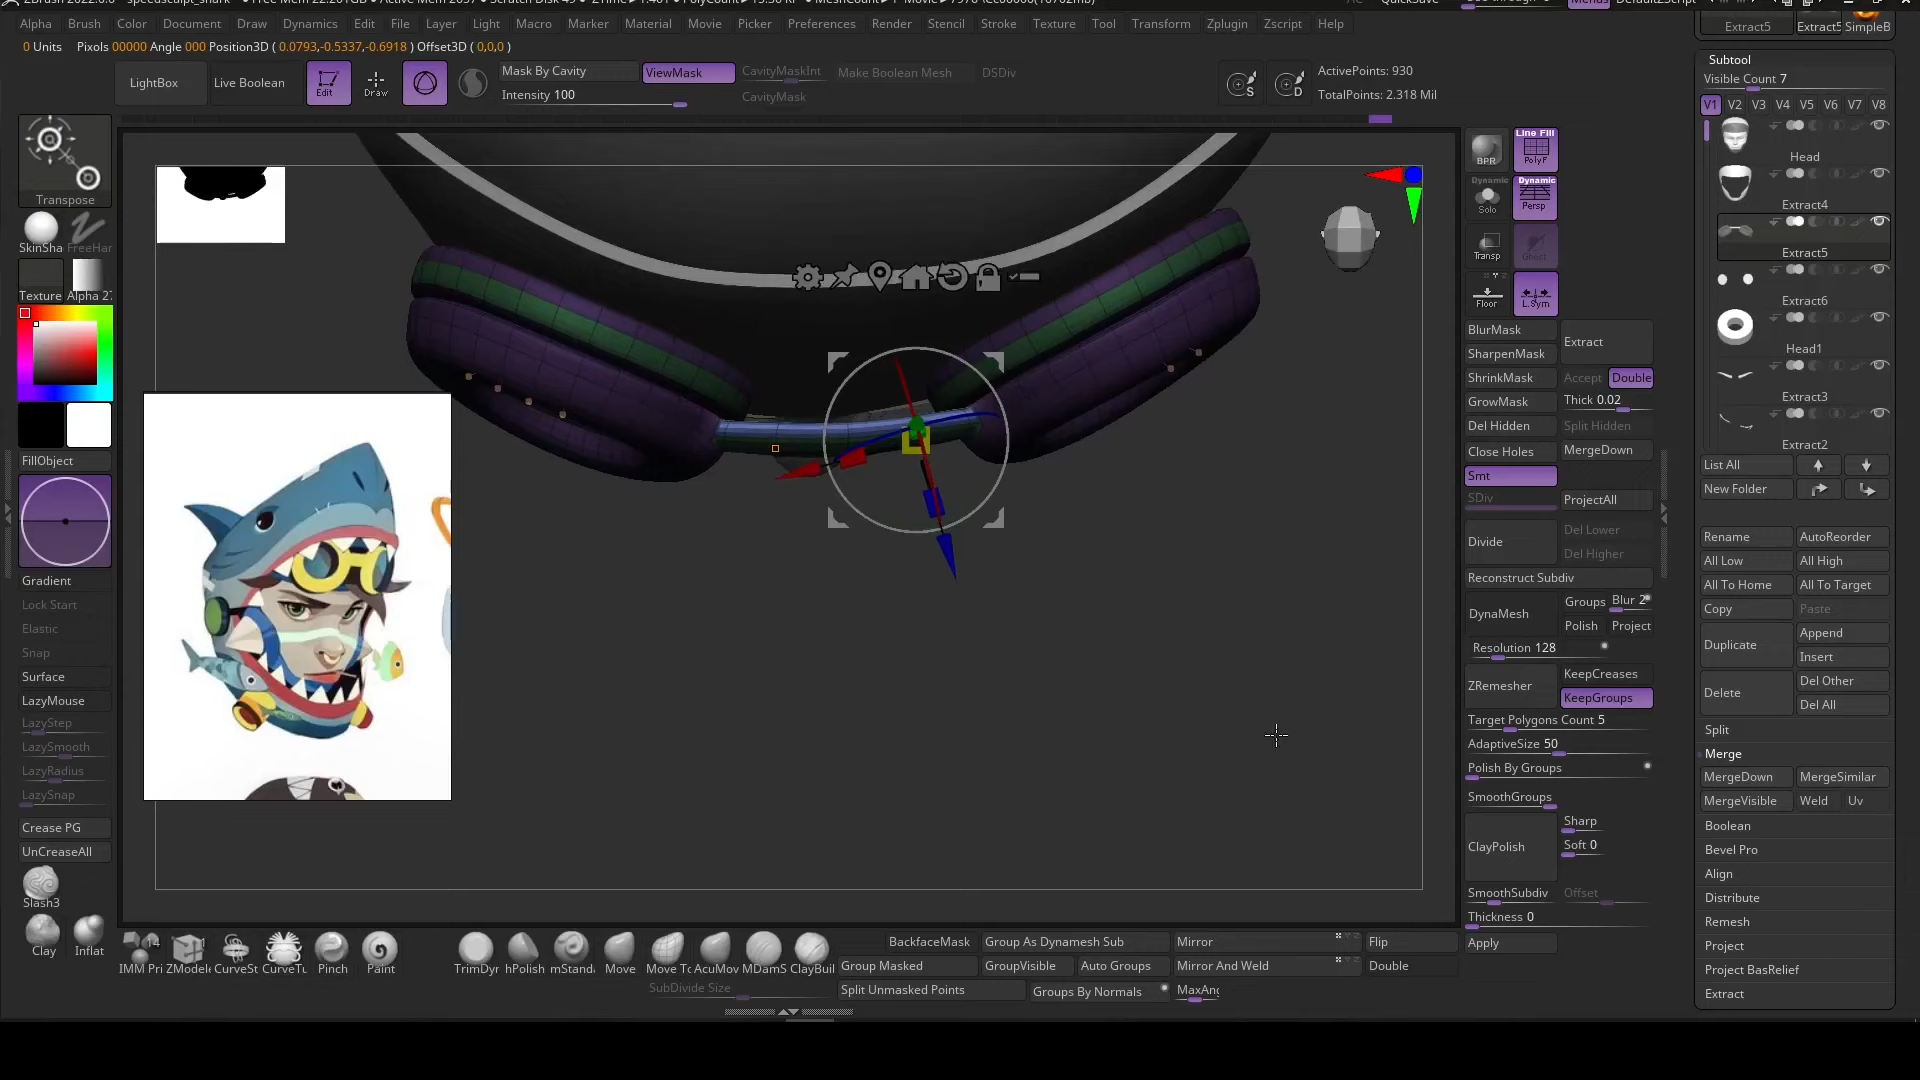 Alpha Brush Color Document Draw Dynamics Edit File Layer Light Macro Marker Material Movie Picker Preferences Render Stencil Stroke Texture Tool Transform Zplugin Zscript Help
0 Units Pixols 00000 Angle 000 Position3D ( 0.0793,-0.5337,-0.6918 ) Offset3D ( 0,0,0 )
LightBox Live Boolean Edit Draw
Mask By Cavity ViewMask CavityMaskInt Make Boolean Mesh DSDiv
Intensity 100 CavityMask
S D
ActivePoints: 930
TotalPoints: 2.318 Mil
Transpose
SkinSha FreeHar
Texture Alpha 27
FillObject
Gradient
Lock Start
Elastic
Snap
Surface
LazyMouse
LazyStep
LazySmooth
LazyRadius
LazySnap
Crease PG
UnCreaseAll
Slash3
Clay Inflat
BPR Line Fill PolyF
Dynamic Solo Dynamic Persp
Transp Ghost
Floor L.Sym
BlurMask
SharpenMask Extract
ShrinkMask Accept Double
GrowMask Thick 0.02
Del Hidden Split Hidden
Close Holes MergeDown
Smt
SDiv ProjectAll
Divide Del Lower
Del Higher
Reconstruct Subdiv
DynaMesh Groups Blur 2
Polish Project
Resolution 128
ZRemesher KeepCreases
KeepGroups
Target Polygons Count 5
AdaptiveSize 50
Polish By Groups
SmoothGroups
ClayPolish Sharp
Soft 0
SmoothSubdiv Offset
Thickness 0
Apply
Extract5 Extract5 SimpleB
Subtool
Visible Count 7
V1 V2 V3 V4 V5 V6 V7 V8
Head
Extract4
Extract5
Extract6
Head1
Extract3
Extract2
List All
New Folder
Rename AutoReorder
All Low All High
All To Home All To Target
Copy Paste
Duplicate Append
Insert
Delete Del Other
Del All
Split
Merge
MergeDown MergeSimilar
MergeVisible Weld Uv
Boolean
Bevel Pro
Align
Distribute
Remesh
Project
Project BasRelief
Extract
14 1
IMM Pri ZModele CurveSt CurveTu Pinch Paint TrimDyr hPolish mStand Move Move To AcuMov MDamS ClayBuil
BackfaceMask Group As Dynamesh Sub Mirror Flip
Group Masked GroupVisible Auto Groups Mirror And Weld Double
SubDivide Size Split Unmasked Points Groups By Normals MaxAng